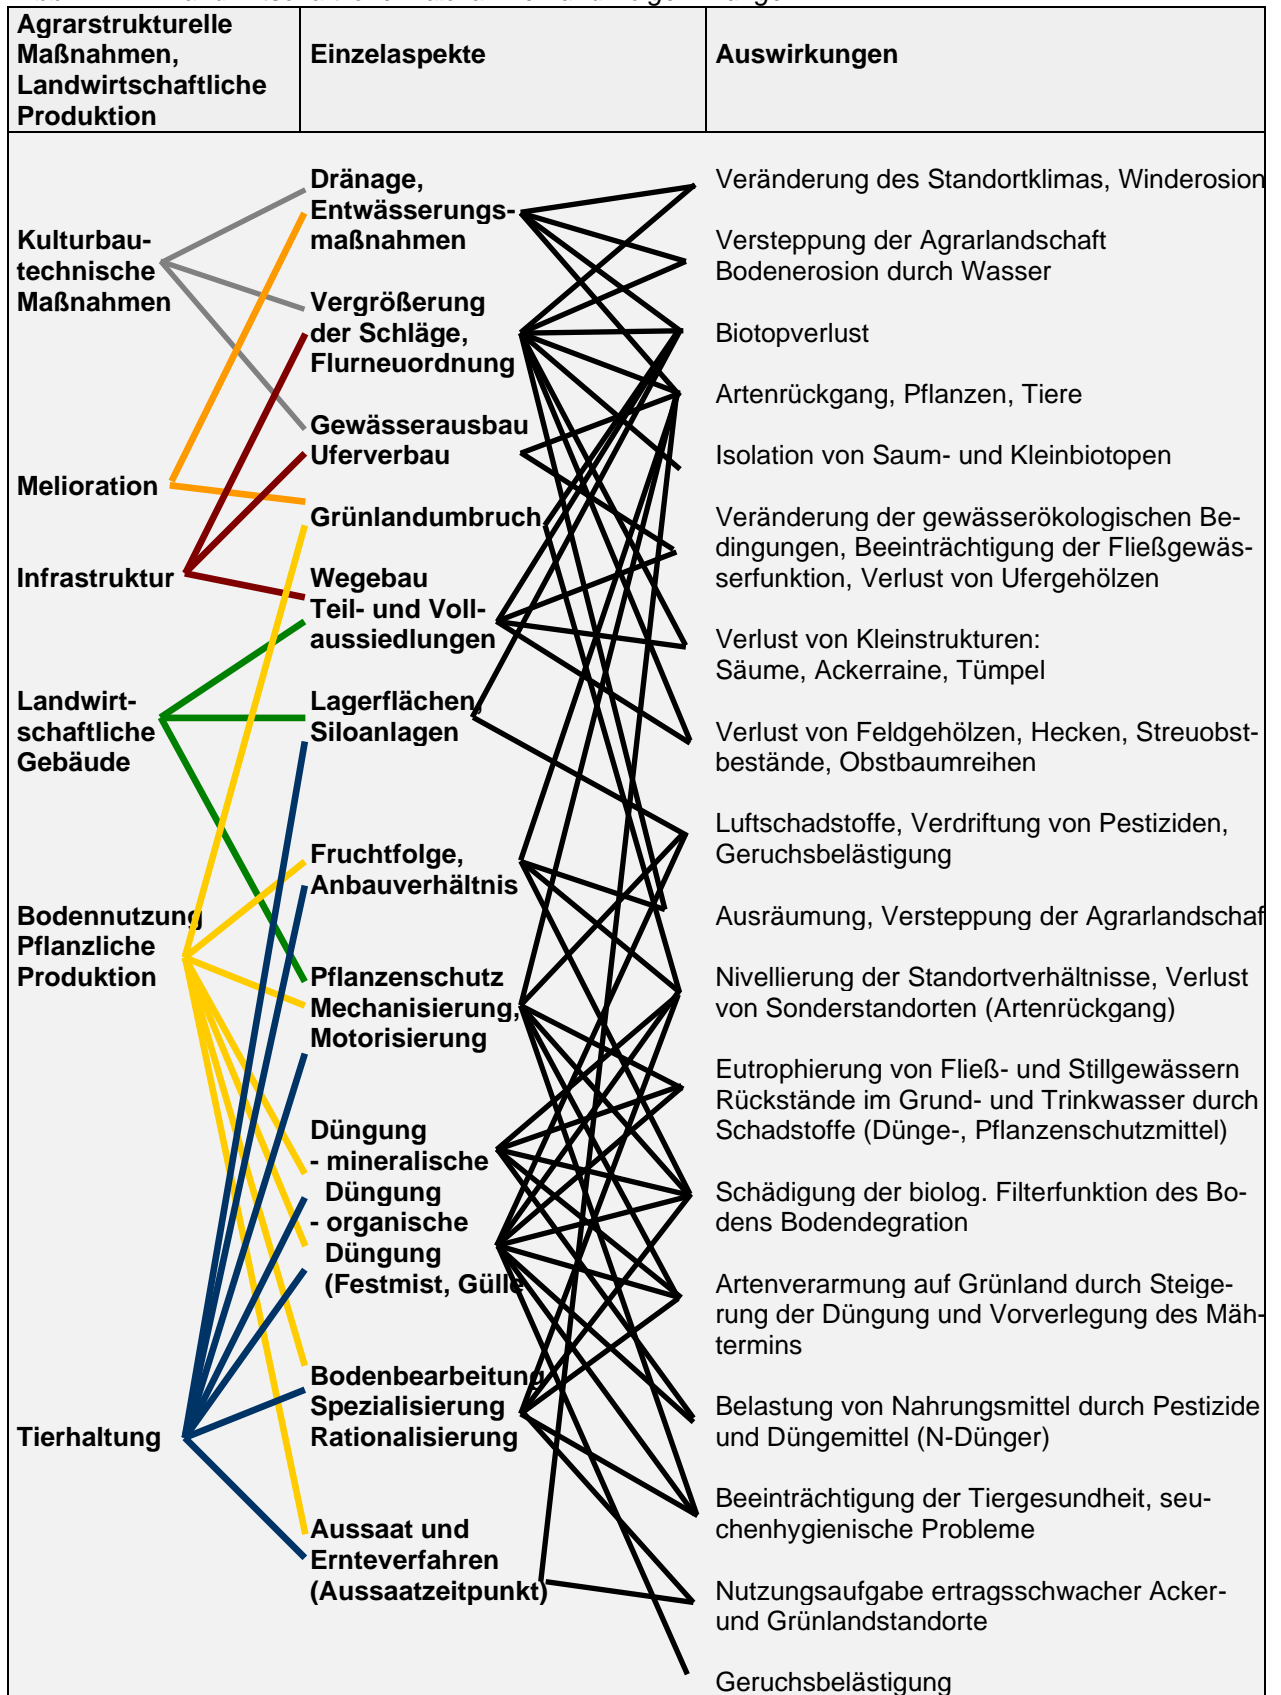 Agrarstrukturelle
Maßnahmen,
Landwirtschaftliche
Produktion
Einzelaspekte
Auswirkungen
Kulturbau-
technische
Maßnahmen
Melioration
Infrastruktur
Landwirt-
schaftliche
Gebäude
Bodennutzung
Pflanzliche
Produktion
Tierhaltung
Dränage,
Entwässerungs-
maßnahmen
Vergrößerung
der Schläge,
Flurneuordnung
Gewässerausbau
Uferverbau
Grünlandumbruch
Wegebau
Teil- und Voll-
aussiedlungen
Lagerflächen,
Siloanlagen
Fruchtfolge,
Anbauverhältnis
Pflanzenschutz
Mechanisierung,
Motorisierung
Düngung
- mineralische
Düngung
- organische
Düngung
(Festmist, Gülle
Bodenbearbeitung
Spezialisierung
Rationalisierung
Aussaat und
Ernteverfahren
(Aussaatzeitpunkt)
Veränderung des Standortklimas, Winderosion
Versteppung der Agrarlandschaft
Bodenerosion durch Wasser
Biotopverlust
Artenrückgang, Pflanzen, Tiere
Isolation von Saum- und Kleinbiotopen
Veränderung der gewässerökologischen Be-
dingungen, Beeinträchtigung der Fließgewäs-
serfunktion, Verlust von Ufergehölzen
Verlust von Kleinstrukturen:
Säume, Ackerraine, Tümpel
Verlust von Feldgehölzen, Hecken, Streuobst-
bestände, Obstbaumreihen
Luftschadstoffe, Verdriftung von Pestiziden,
Geruchsbelästigung
Ausräumung, Versteppung der Agrarlandschaf
Nivellierung der Standortverhältnisse, Verlust
von Sonderstandorten (Artenrückgang)
Eutrophierung von Fließ- und Stillgewässern
Rückstände im Grund- und Trinkwasser durch
Schadstoffe (Dünge-, Pflanzenschutzmittel)
Schädigung der biolog. Filterfunktion des Bo-
dens Bodendegration
Artenverarmung auf Grünland durch Steige-
rung der Düngung und Vorverlegung des Mäh-
termins
Belastung von Nahrungsmittel durch Pestizide
und Düngemittel (N-Dünger)
Beeinträchtigung der Tiergesundheit, seu-
chenhygienische Probleme
Nutzungsaufgabe ertragsschwacher Acker-
und Grünlandstandorte
Geruchsbelästigung